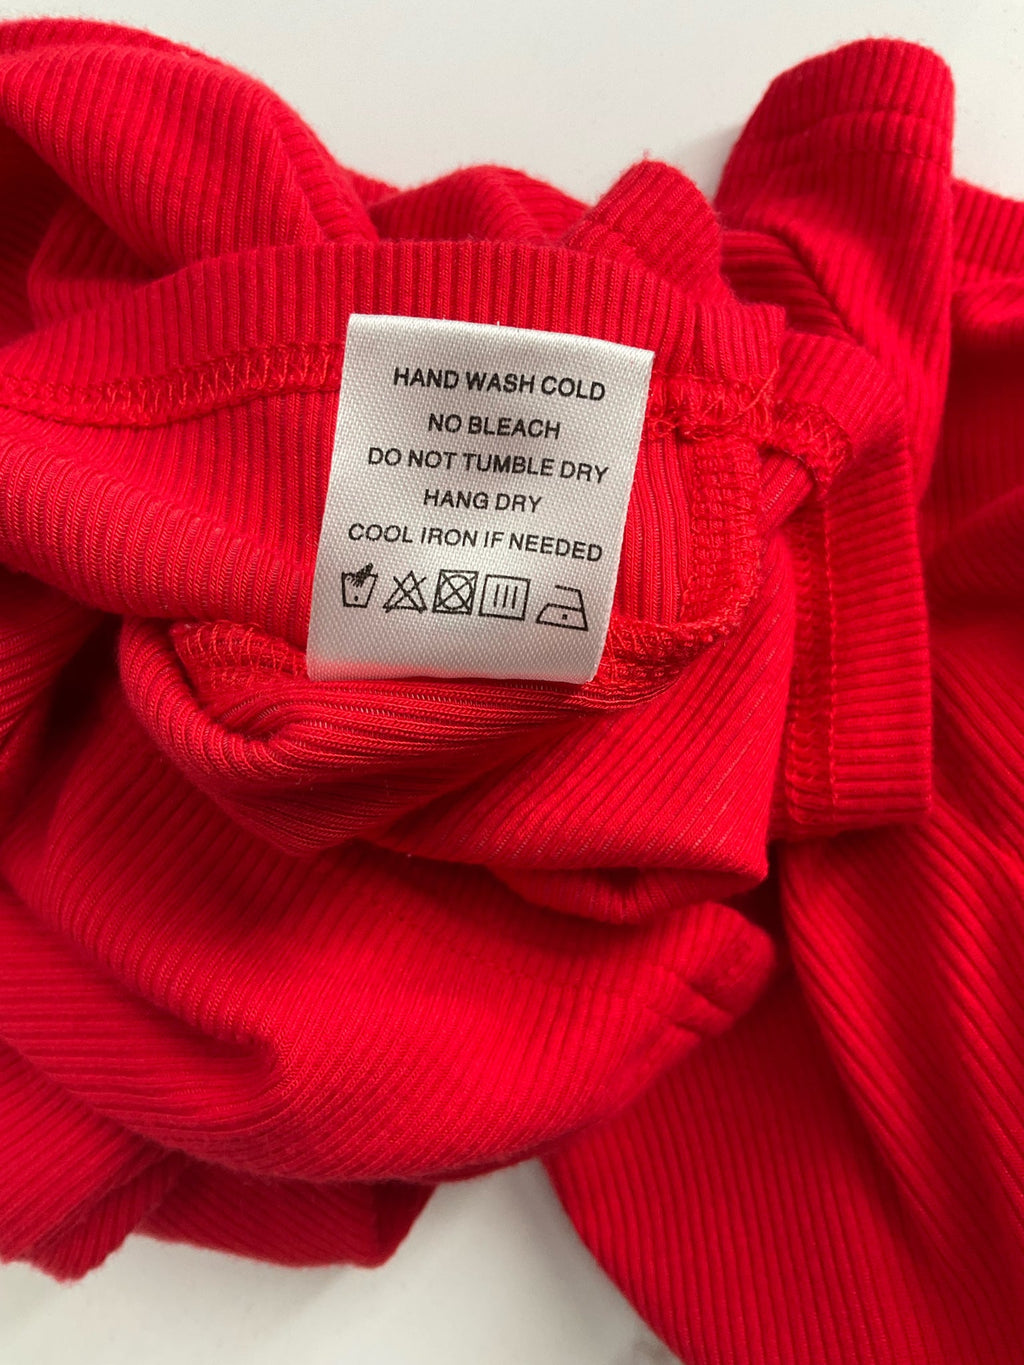 HAND WASH COLD
NO BLEACH
DO NOT TUMBLE DRY
HANG DRY
COOL IRON IF NEEDED